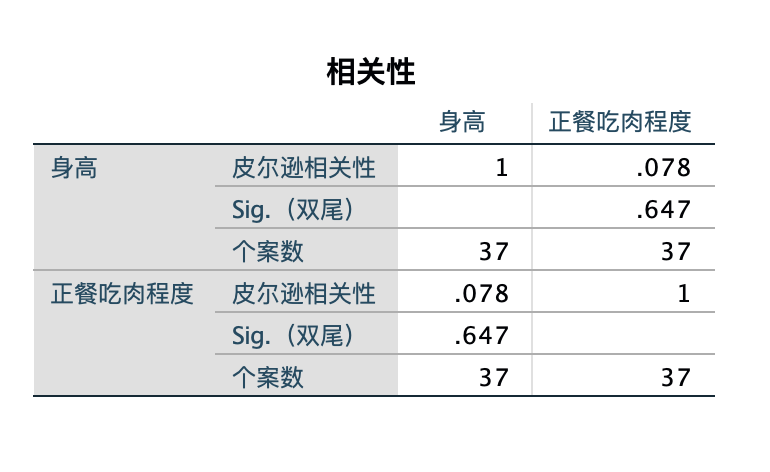 相关性
身高 正餐吃肉程度
身高 皮尔逊相关性 1 .078
Sig.（双尾） .647
个案数 37 37
正餐吃肉程度 皮尔逊相关性 .078 1
Sig.（双尾） .647
个案数 37 37